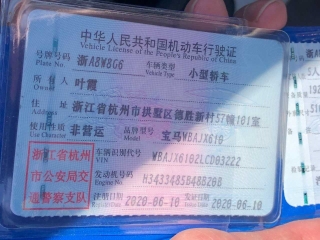 中华人民共和国机动车行驶证
Vehicle License of the People's Republic of China
号牌号码 浙A8W8G6 车辆类型 小型轿车
Plate No. Vehicle Type
所有人 叶霞
Owner
住址 浙江省杭州市拱墅区德胜新村57幢101室
Address
使用性质 非营运 品牌型号 宝马WBAJX610
Use Character Model
浙江省杭州 车辆识别代号 WBAJX6102LCD03222
VIN
市公安局交 发动机号码 H3433485B48B20B
Engine No.
通警察支队 注册日期 2020-06-10 发证日期 2020-06-10